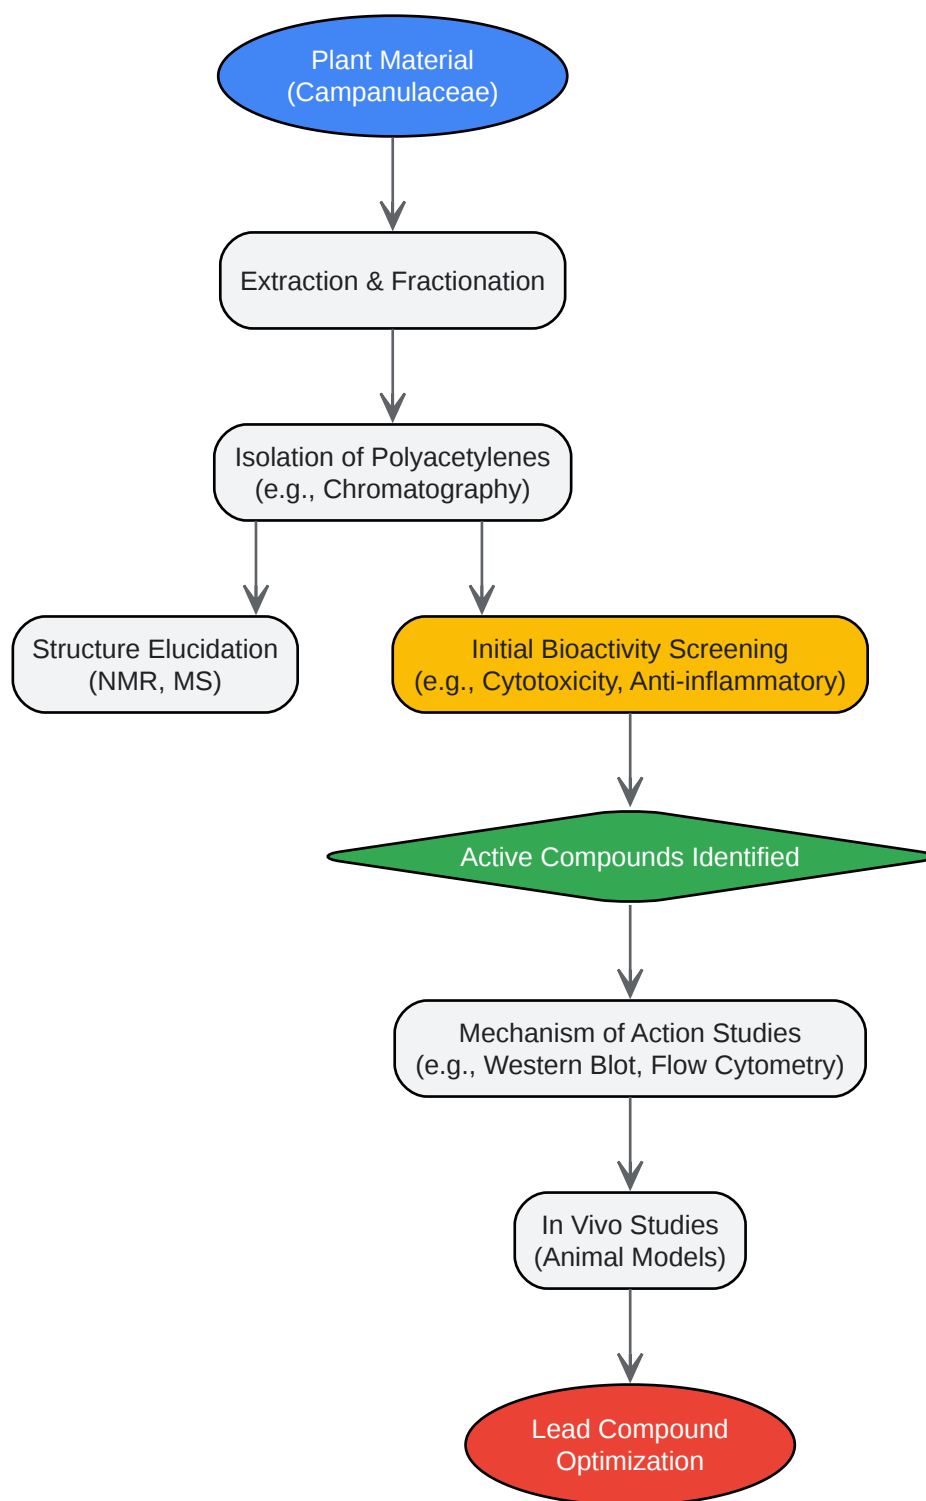 Plant Material
(Campanulaceae)
Extraction & Fractionation
Isolation of Polyacetylenes
(e.g., Chromatography)
Structure Elucidation
(NMR, MS)
Initial Bioactivity Screening
(e.g., Cytotoxicity, Anti-inflammatory)
Active Compounds Identified
Mechanism of Action Studies
(e.g., Western Blot, Flow Cytometry)
In Vivo Studies
(Animal Models)
Lead Compound
Optimization